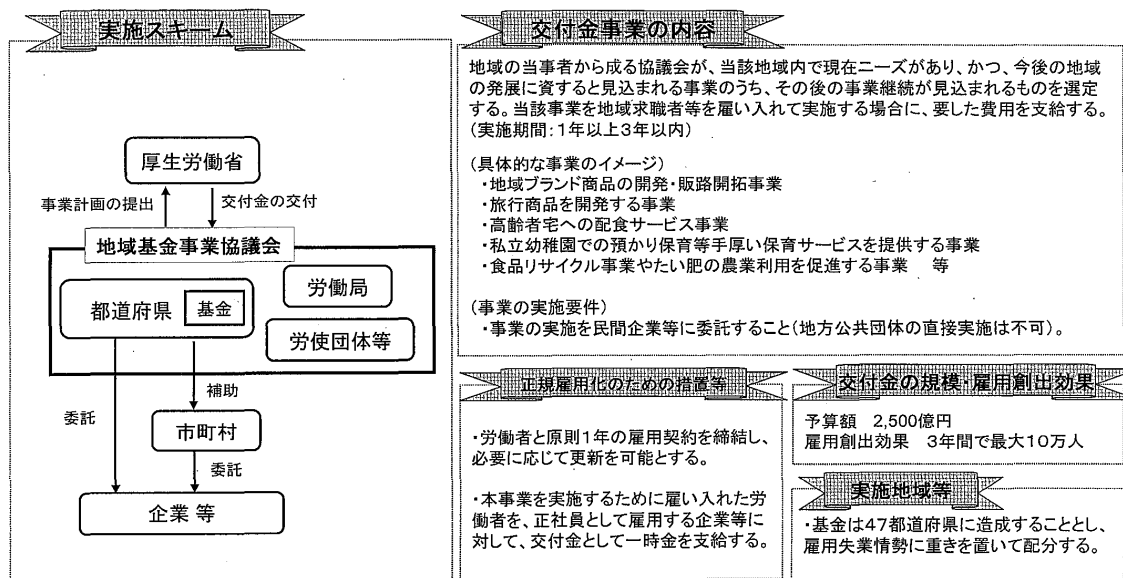 実施スキーム
厚生労働省
事業計画の提出
交付金の交付
地域基金事業協議会
都道府県
基金
労働局
労使団体等
補助
委託
市町村
委託
企業 等
交付金事業の内容
地域の当事者から成る協議会が、当該地域内で現在ニーズがあり、かつ、今後の地域
の発展に資すると見込まれる事業のうち、その後の事業継続が見込まれるものを選定
する。当該事業を地域求職者等を雇い入れて実施する場合に、要した費用を支給する。
(実施期間:1年以上3年以内)
(具体的な事業のイメージ)
・地域ブランド商品の開発・販路開拓事業
・旅行商品を開発する事業
・高齢者宅への配食サービス事業
・私立幼稚園での預かり保育等手厚い保育サービスを提供する事業
・食品リサイクル事業やたい肥の農業利用を促進する事業 等
(事業の実施要件)
・事業の実施を民間企業等に委託すること(地方公共団体の直接実施は不可)。
正規雇用化のための措置等
・労働者と原則1年の雇用契約を締結し、
必要に応じて更新を可能とする。
・本事業を実施するために雇い入れた労
働者を、正社員として雇用する企業等に
対して、交付金として一時金を支給する。
交付金の規模・雇用創出効果
予算額 2,500億円
雇用創出効果 3年間で最大10万人
実施地域等
・基金は47都道府県に造成することとし、
雇用失業情勢に重きを置いて配分する。